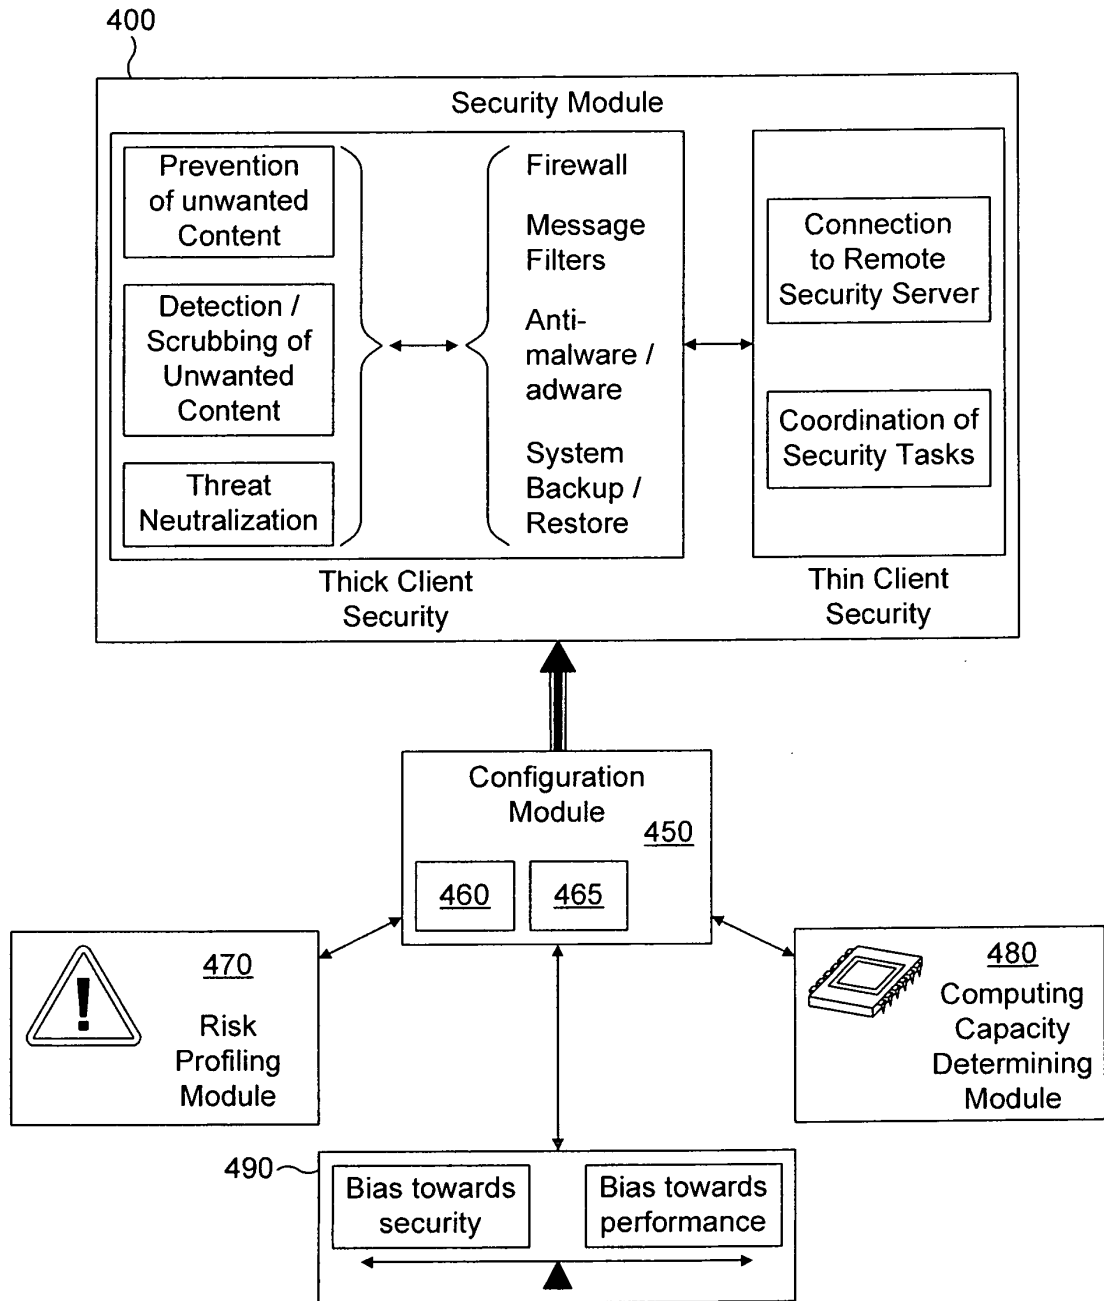 400
Security Module
Prevention
of unwanted
Content
Detection /
Scrubbing of
Unwanted
Content
Threat
Neutralization
Firewall
Message
Filters
Anti-
malware /
adware
System
Backup /
Restore
Thick Client
Security
Connection
to Remote
Security Server
Coordination of
Security Tasks
Thin Client
Security
Configuration
Module
450
460
465
470
Risk
Profiling
Module
480
Computing
Capacity
Determining
Module
490
Bias towards
security
Bias towards
performance